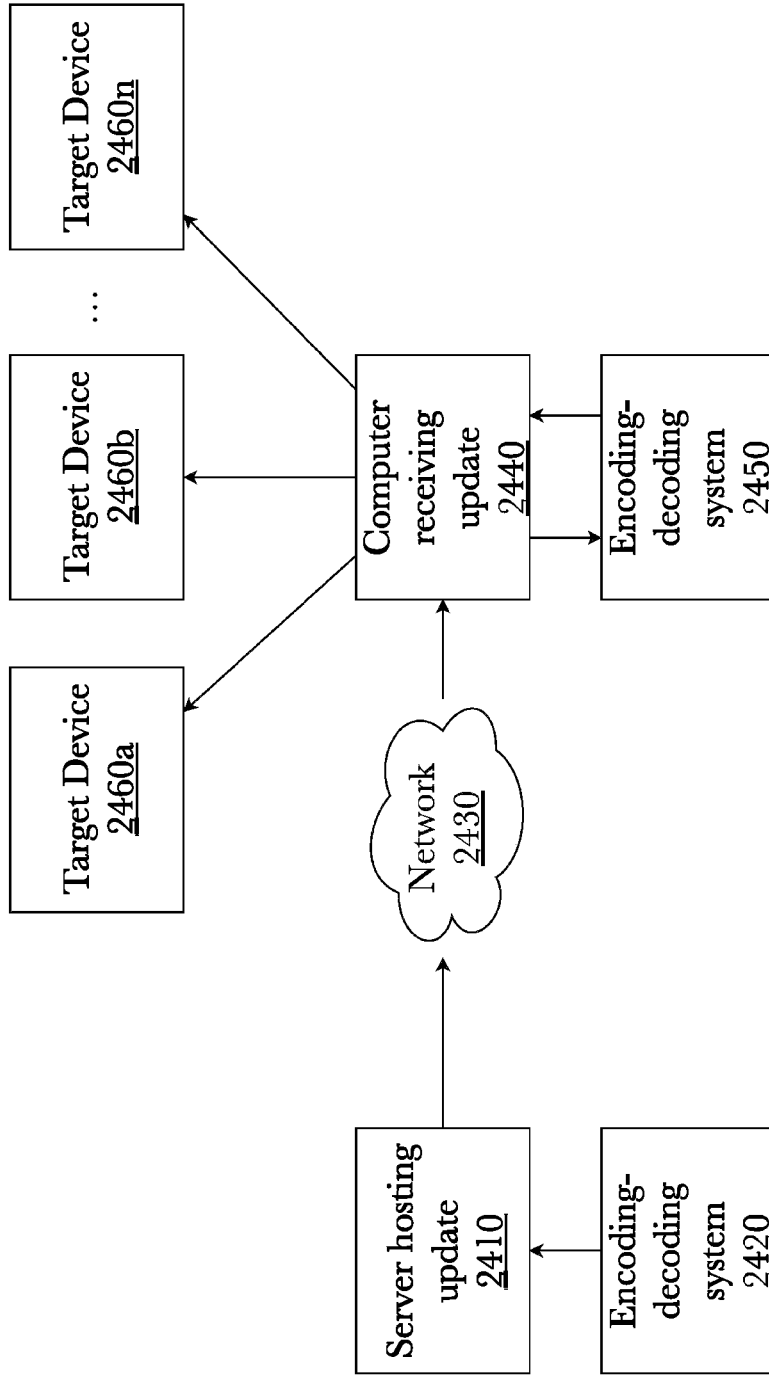 Target Device
2460a
Target Device
2460b
...
Target Device
2460n
Server hosting
update
2410
Network
2430
Computer
receiving
update
2440
Encoding-
decoding
system
2420
Encoding-
decoding
system
2450